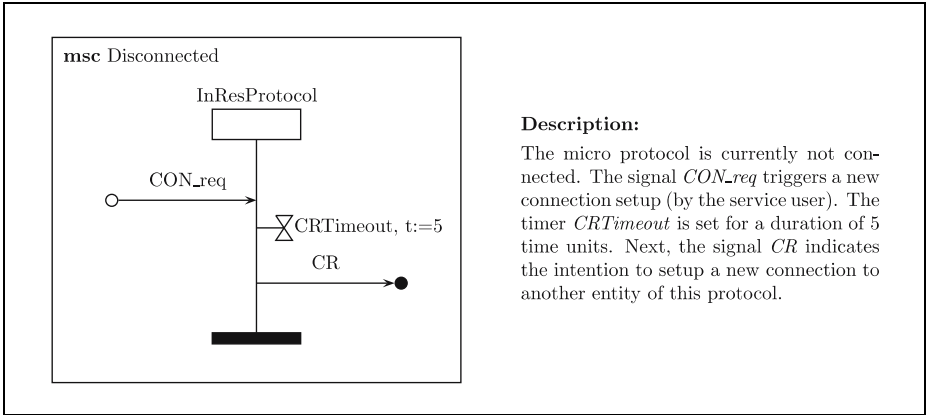 msc Disconnected
InResProtocol
CON_req
CRTimeout, t:=5
CR
Description:
The micro protocol is currently not con-
nected. The signal CON_req triggers a new
connection setup (by the service user). The
timer CRTimeout is set for a duration of 5
time units. Next, the signal CR indicates
the intention to setup a new connection to
another entity of this protocol.